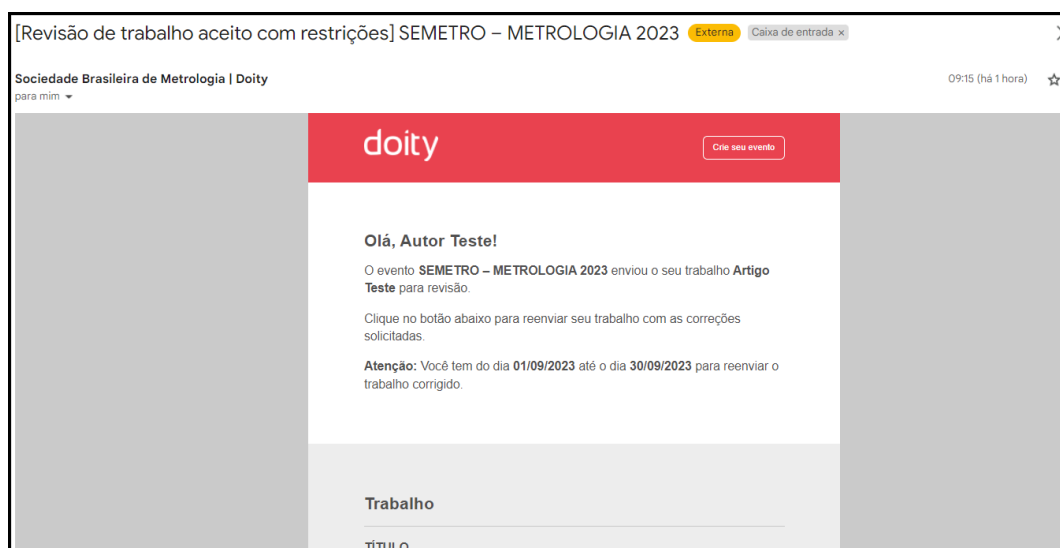 [Revisão de trabalho aceito com restrições] SEMETRO – METROLOGIA 2023 Externa Caixa de entrada ×
Sociedade Brasileira de Metrologia | Doity 09:15 (há 1 hora)
para mim
doity Crie seu evento
Olá, Autor Teste!
O evento SEMETRO – METROLOGIA 2023 enviou o seu trabalho Artigo
Teste para revisão.
Clique no botão abaixo para reenviar seu trabalho com as correções
solicitadas.
Atenção: Você tem do dia 01/09/2023 até o dia 30/09/2023 para reenviar o
trabalho corrigido.
Trabalho
TÍTULO